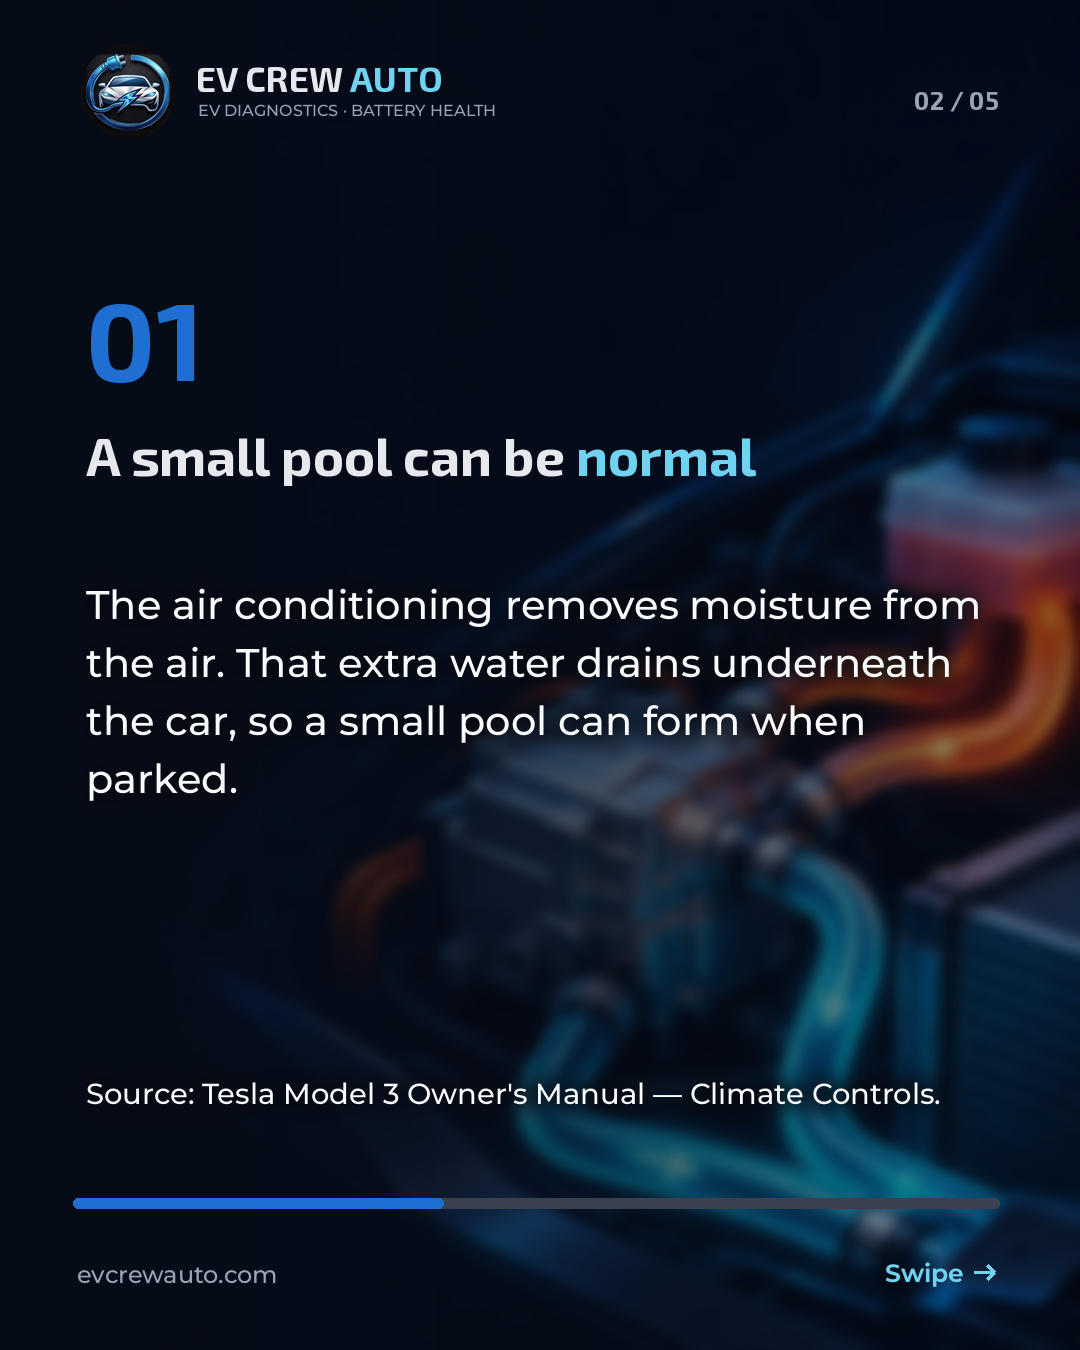 EV CREW AUTO
EV DIAGNOSTICS · BATTERY HEALTH
02 / 05
01
A small pool can be normal
The air conditioning removes moisture from
the air. That extra water drains underneath
the car, so a small pool can form when
parked.
Source: Tesla Model 3 Owner's Manual — Climate Controls.
evcrewauto.com
Swipe →